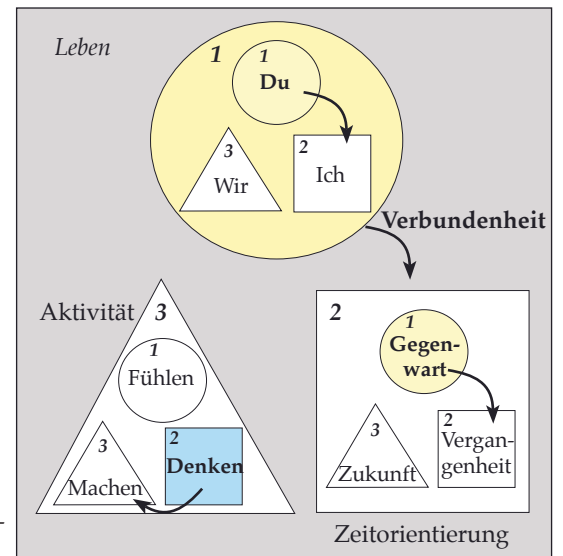 Leben
1
1
Du
3
Wir
2
Ich
Verbundenheit
Aktivität 3
1
Fühlen
3
Machen
2
Denken
2
1
Gegen-
wart
3
Zukunft
2
Vergan-
genheit
Zeitorientierung